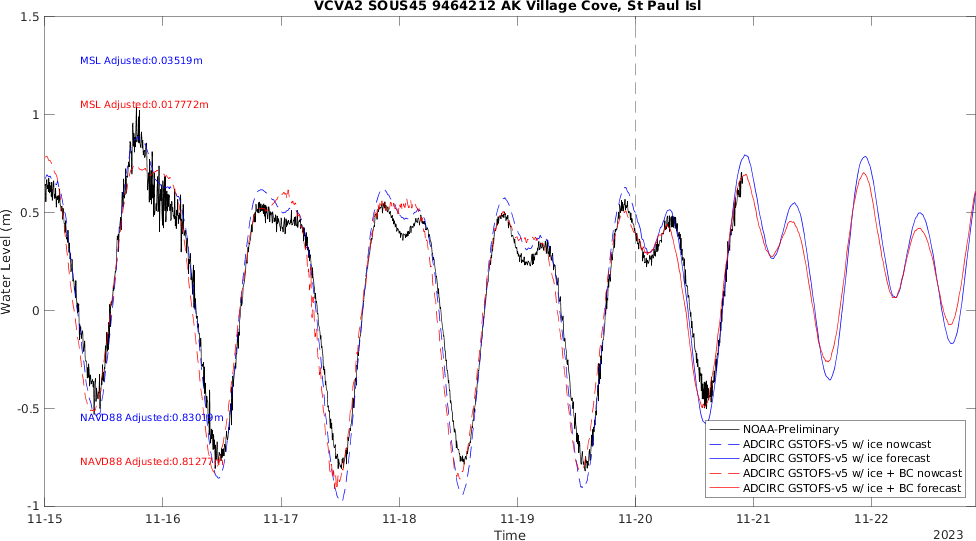 VCVA2 SOUS45 9464212 AK Village Cove, St Paul Isl
1.5
1
0.5
0
-0.5
-1
Water Level (m)
MSL Adjusted:0.03519m
MSL Adjusted:0.017772m
NAVD88 Adjusted:0.83019m
NAVD88 Adjusted:0.81277
NOAA-Preliminary
ADCIRC GSTOFS-v5 w/ ice nowcast
ADCIRC GSTOFS-v5 w/ ice forecast
ADCIRC GSTOFS-v5 w/ ice + BC nowcast
ADCIRC GSTOFS-v5 w/ ice + BC forecast
11-15 11-16 11-17 11-18 11-19 11-20 11-21 11-22
Time
2023